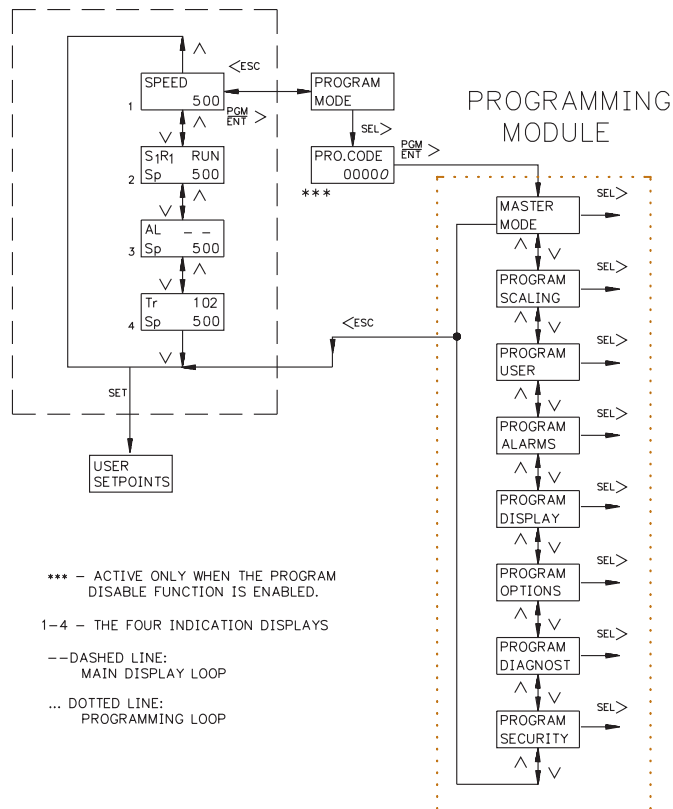 SPEED
500
1
<ESC
PGM
ENT >
S1R1 RUN
Sp 500
2
AL - -
Sp 500
3
Tr 102
Sp 500
4
SET
USER
SETPOINTS
PROGRAM
MODE
SEL>
PRO.CODE
00000
***
PGM
ENT >
<ESC
PROGRAMMING
MODULE
MASTER
MODE
SEL>
PROGRAM
SCALING
SEL>
PROGRAM
USER
SEL>
PROGRAM
ALARMS
SEL>
PROGRAM
DISPLAY
SEL>
PROGRAM
OPTIONS
SEL>
PROGRAM
DIAGNOST
SEL>
PROGRAM
SECURITY
SEL>
*** – ACTIVE ONLY WHEN THE PROGRAM
DISABLE FUNCTION IS ENABLED.
1–4 – THE FOUR INDICATION DISPLAYS
––DASHED LINE:
MAIN DISPLAY LOOP
... DOTTED LINE:
PROGRAMMING LOOP